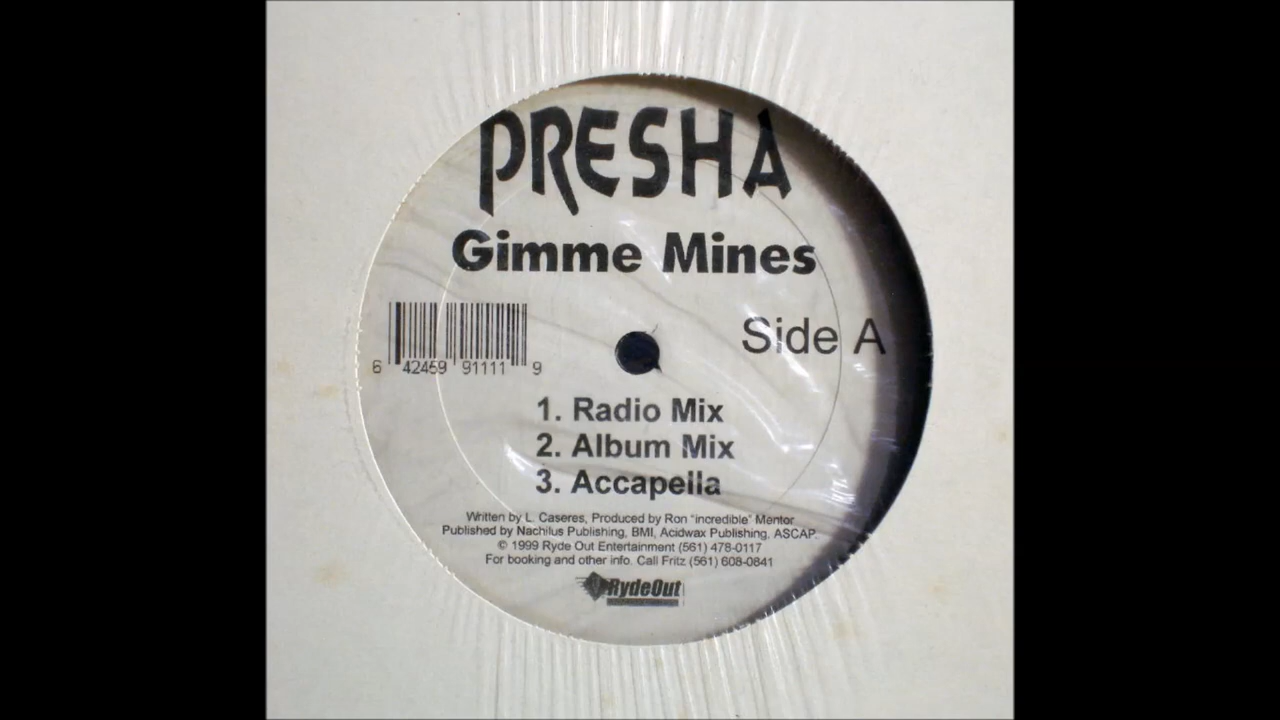 PRESHA
Gimme Mines
Side A
6 42459 91111 9
1. Radio Mix
2. Album Mix
3. Accapella
Written by L. Caseres, Produced by Ron "incredible" Mentor
Published by Nachilus Publishing, BMI, Acidwax Publishing, ASCAP.
© 1999 Ryde Out Entertainment (561) 478-0117
For booking and other info. Call Fritz (561) 608-0841
RydeOut